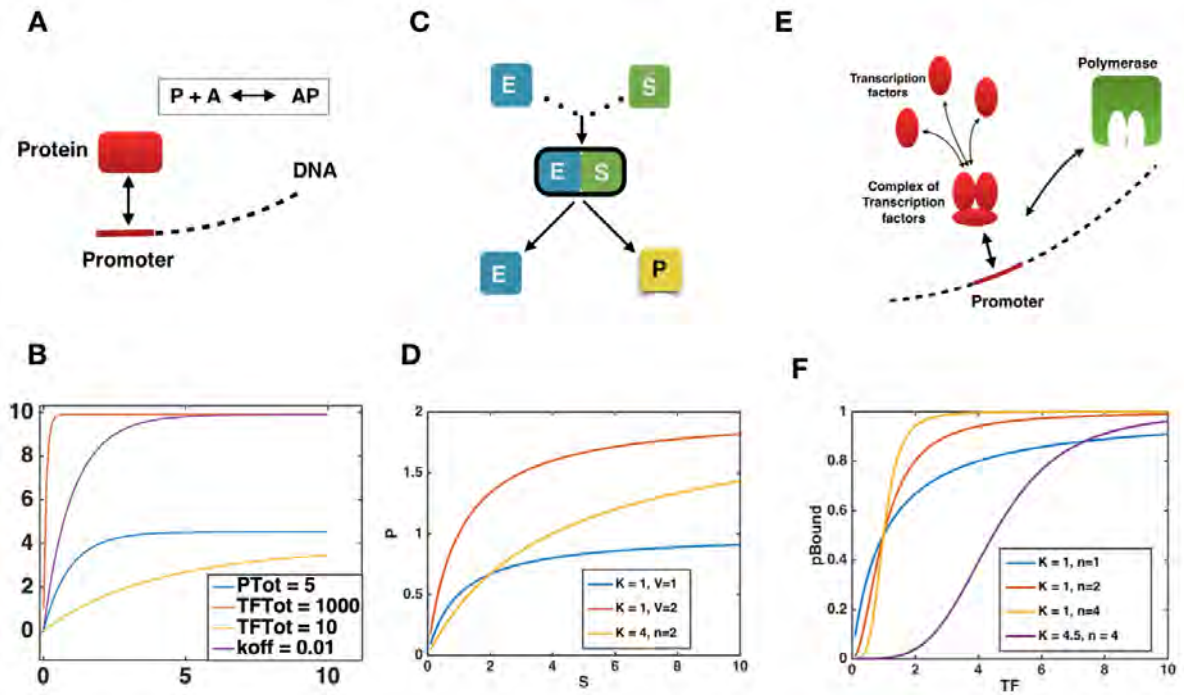 A
P + A
AP
Protein
DNA
Promoter
C
E
S
E S
E
P
E
Transcription
factors
Polymerase
Complex of
Transcription
factors
Promoter
B
10
8
6
4
2
0
0
5
10
PTot = 5
TFTot = 1000
TFTot = 10
koff = 0.01
D
2
1.5
1
0.5
0
P
0
2
4
6
8
10
S
K = 1, V=1
K = 1, V=2
K = 4, n=2
F
1
0.8
0.6
0.4
0.2
0
pBound
0
2
4
6
8
10
TF
K = 1, n=1
K = 1, n=2
K = 1, n=4
K = 4.5, n = 4